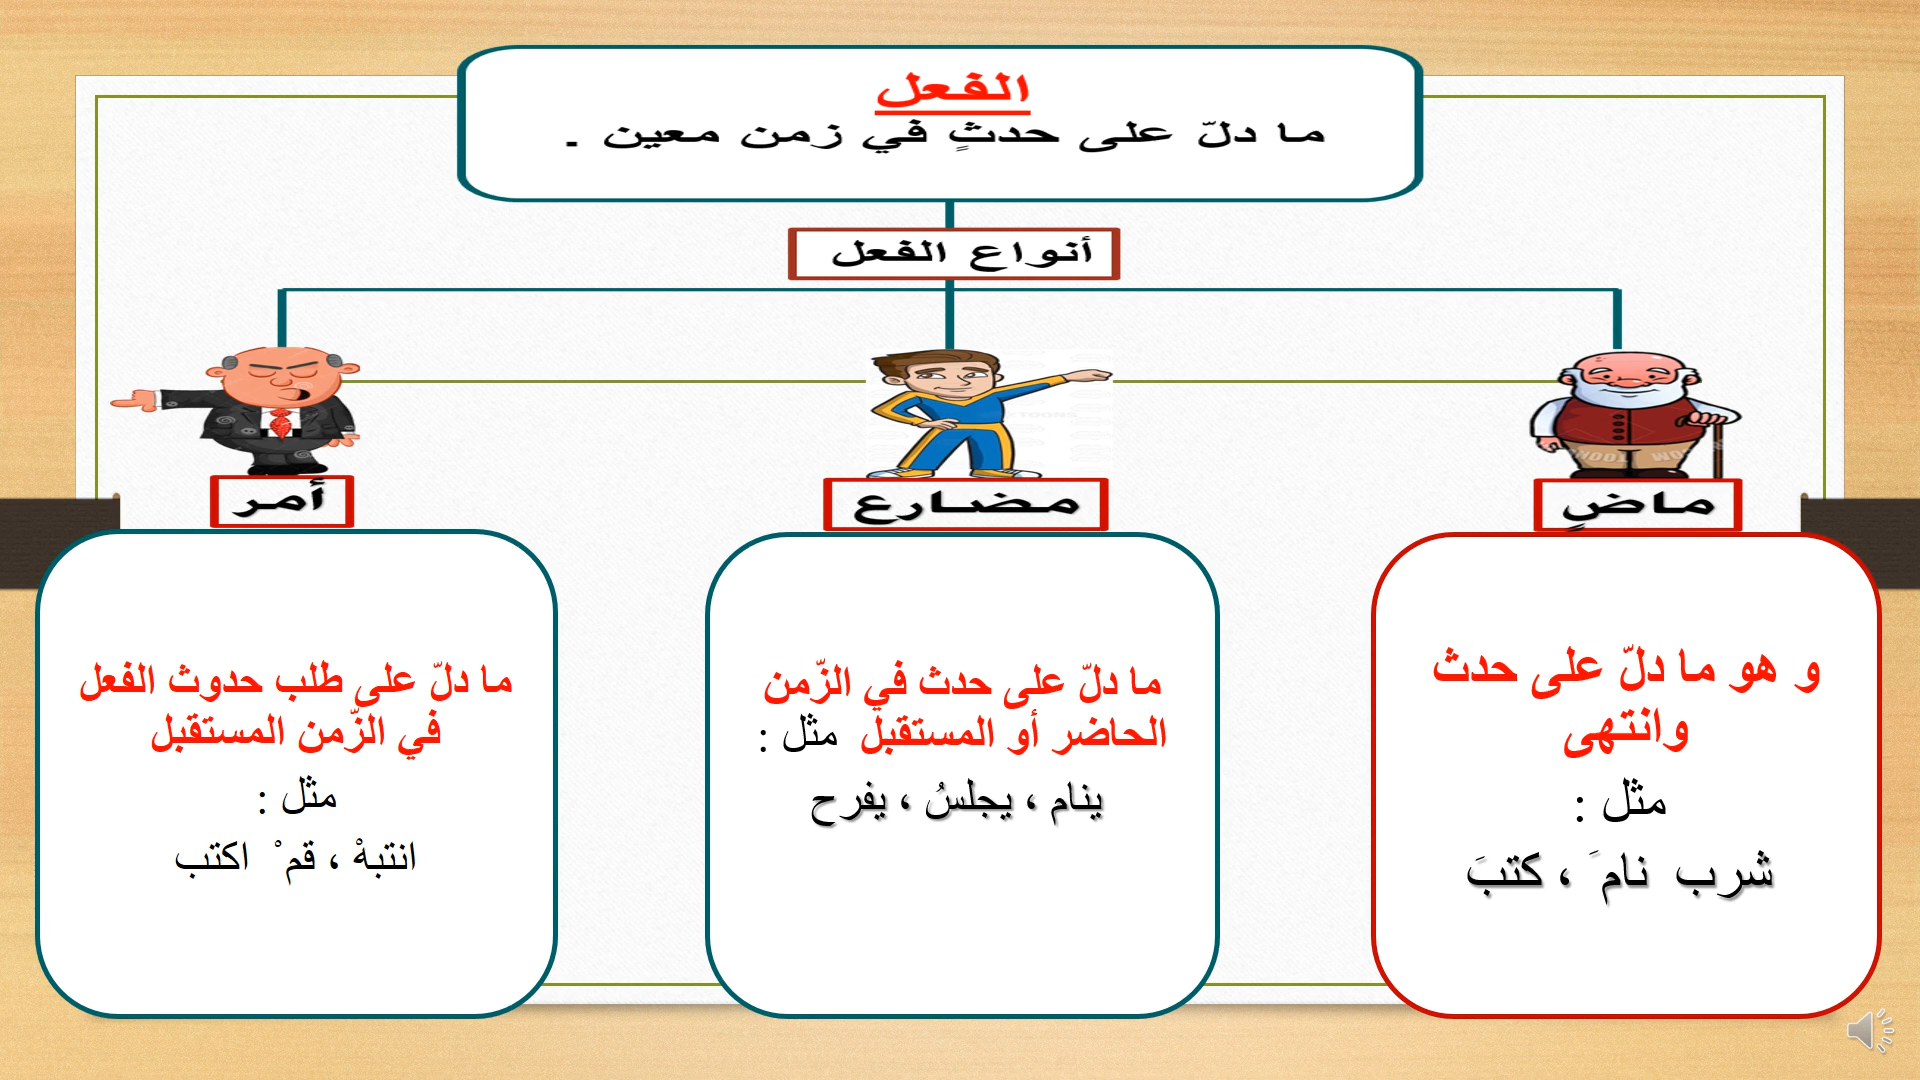 الفعل
ما دلّ على حدثٍ في زمن معين .
أنواع الفعل
ماضٍ
مضارع
أمر
و هو ما دلّ على حدث
وانتهى
مثل :
شرب نام َ ، كتبَ
ما دلّ على حدث في الزّمن
الحاضر أو المستقبل مثل :
ينام ، يجلسُ ، يفرح
ما دلّ على طلب حدوث الفعل
في الزّمن المستقبل
مثل :
انتبهْ ، قم ْ اكتب